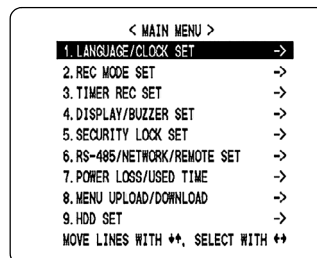 < MAIN MENU >
1. LANGUAGE/CLOCK SET ->
2. REC MODE SET ->
3. TIMER REC SET ->
4. DISPLAY/BUZZER SET ->
5. SECURITY LOCK SET ->
6. RS-485/NETWORK/REMOTE SET ->
7. POWER LOSS/USED TIME ->
8. MENU UPLOAD/DOWNLOAD ->
9. HDD SET ->
MOVE LINES WITH ↓↑, SELECT WITH ←→